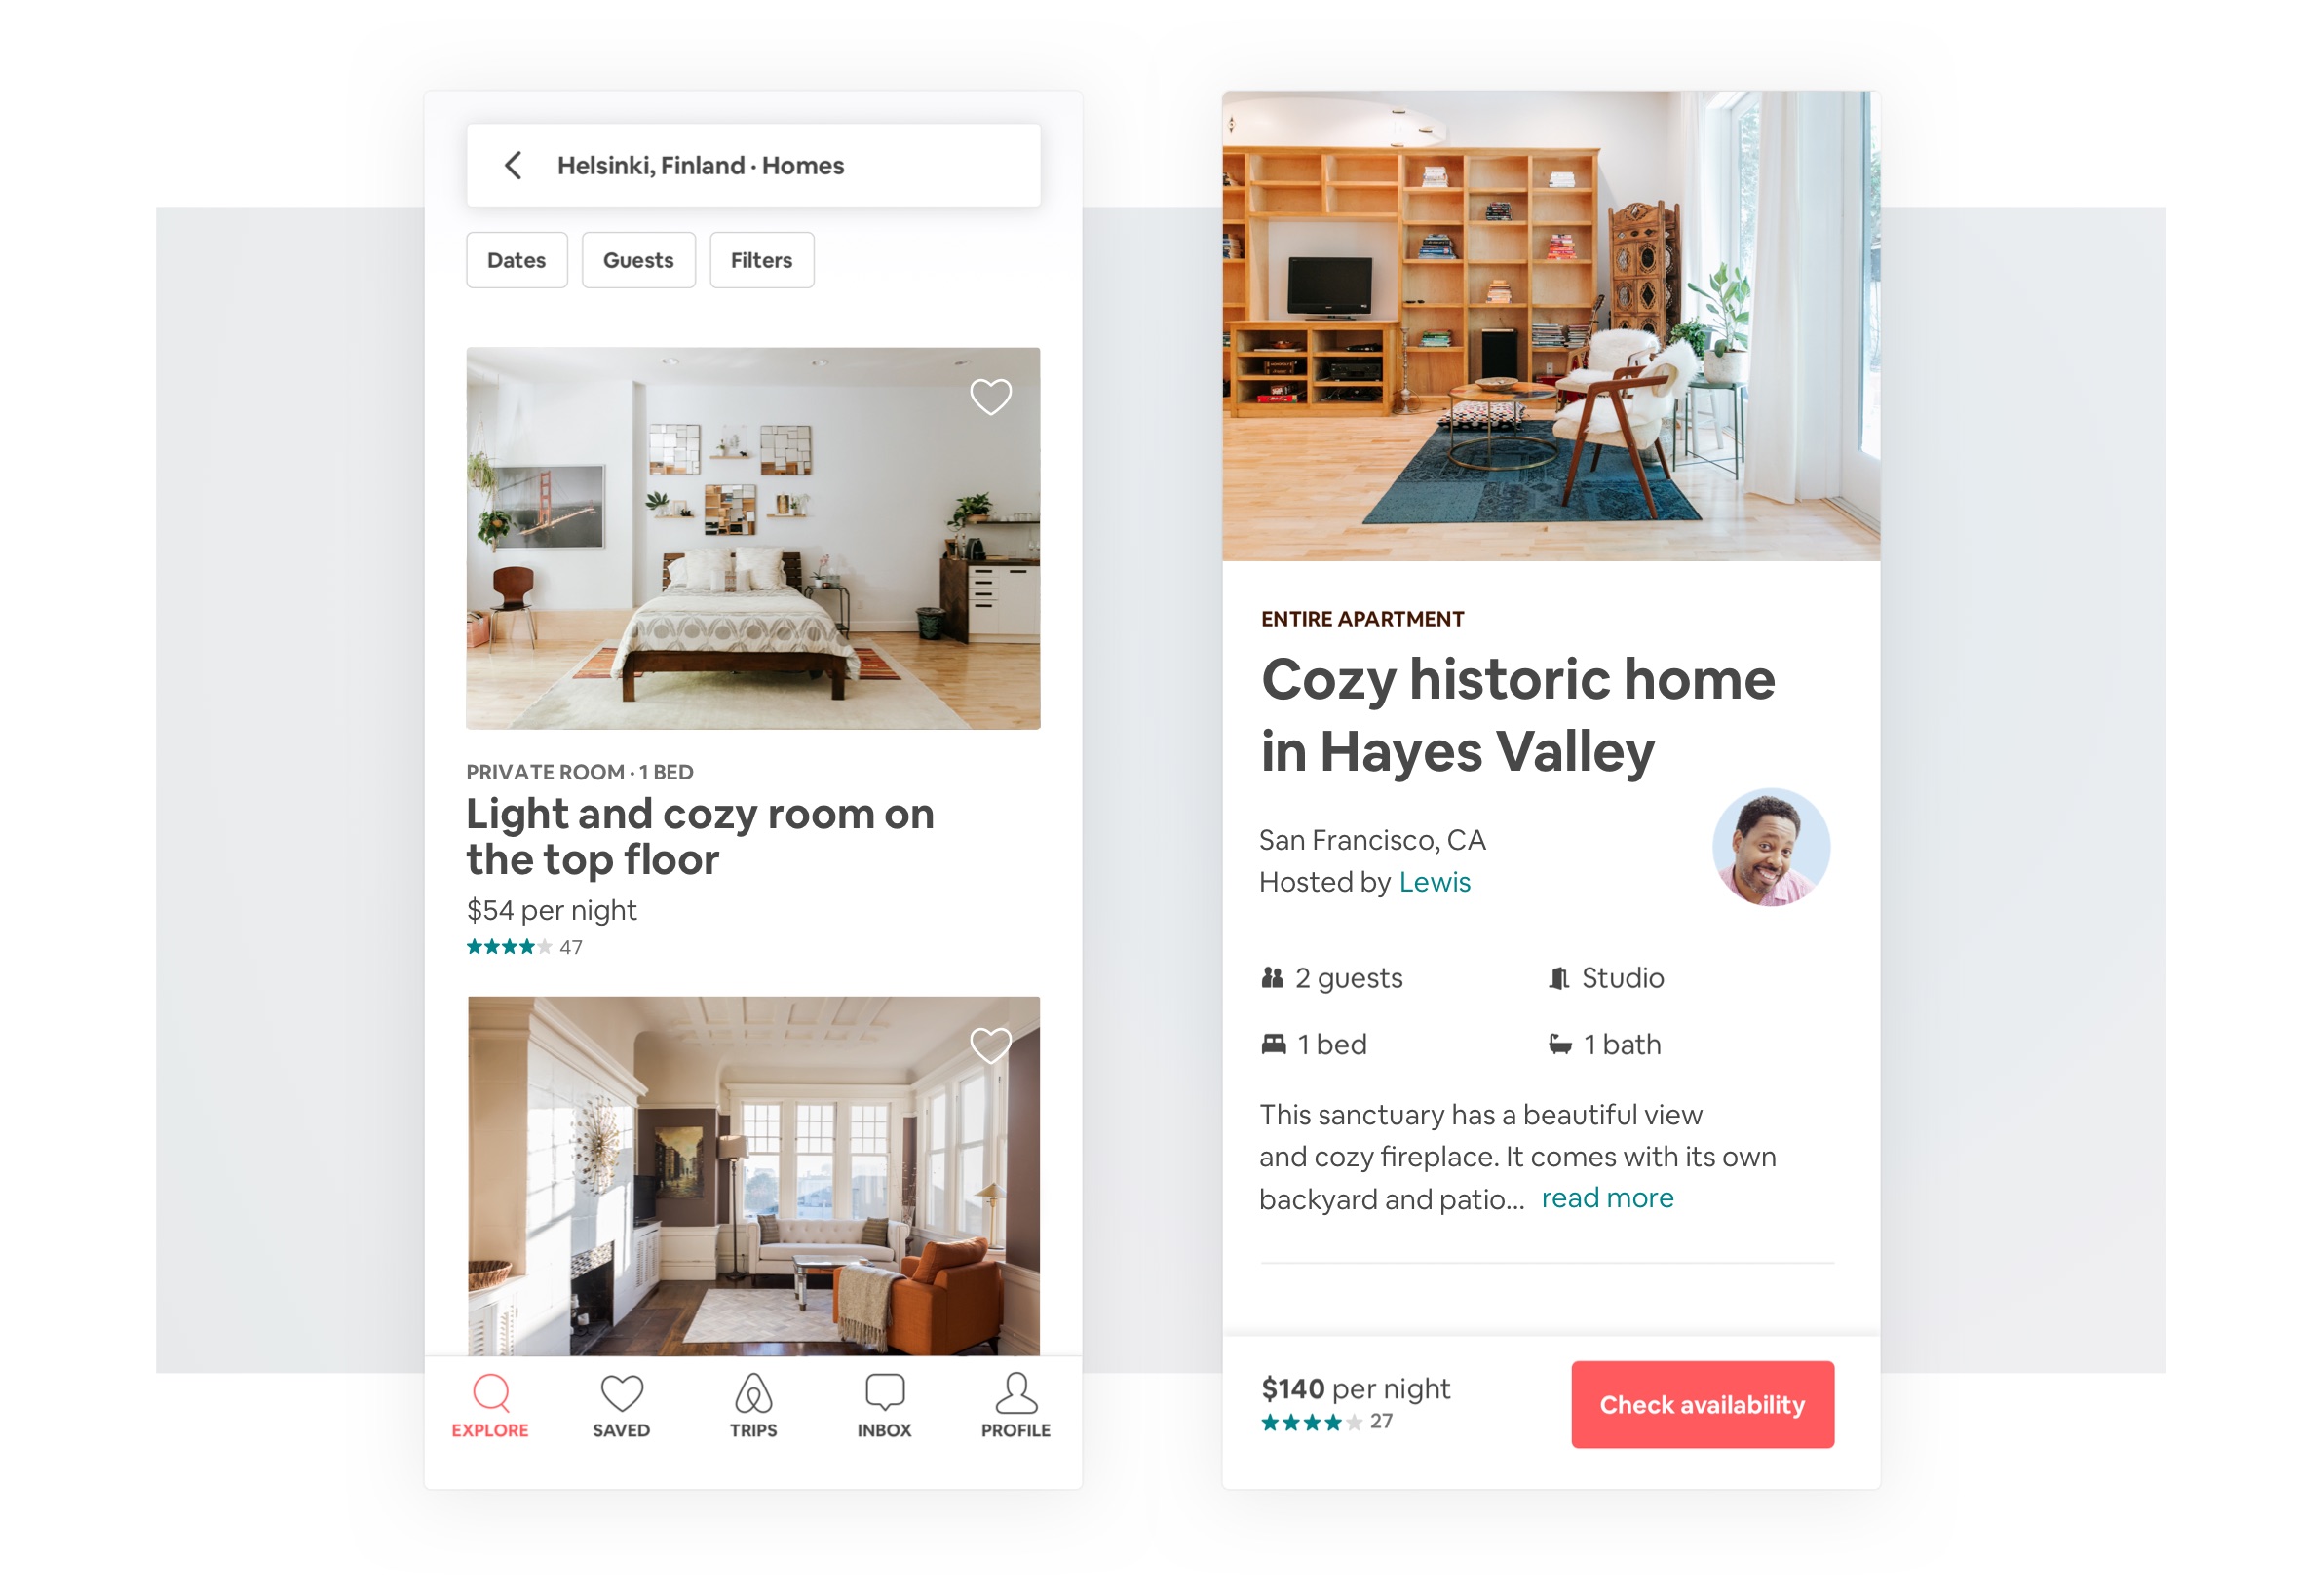 Helsinki, Finland · Homes
Dates
Guests
Filters
PRIVATE ROOM · 1 BED
Light and cozy room on
the top floor
$54 per night
47
EXPLORE
SAVED
TRIPS
INBOX
PROFILE
ENTIRE APARTMENT
Cozy historic home
in Hayes Valley
San Francisco, CA
Hosted by Lewis
2 guests
Studio
1 bed
1 bath
This sanctuary has a beautiful view
and cozy fireplace. It comes with its own
backyard and patio... read more
$140 per night
27
Check availability